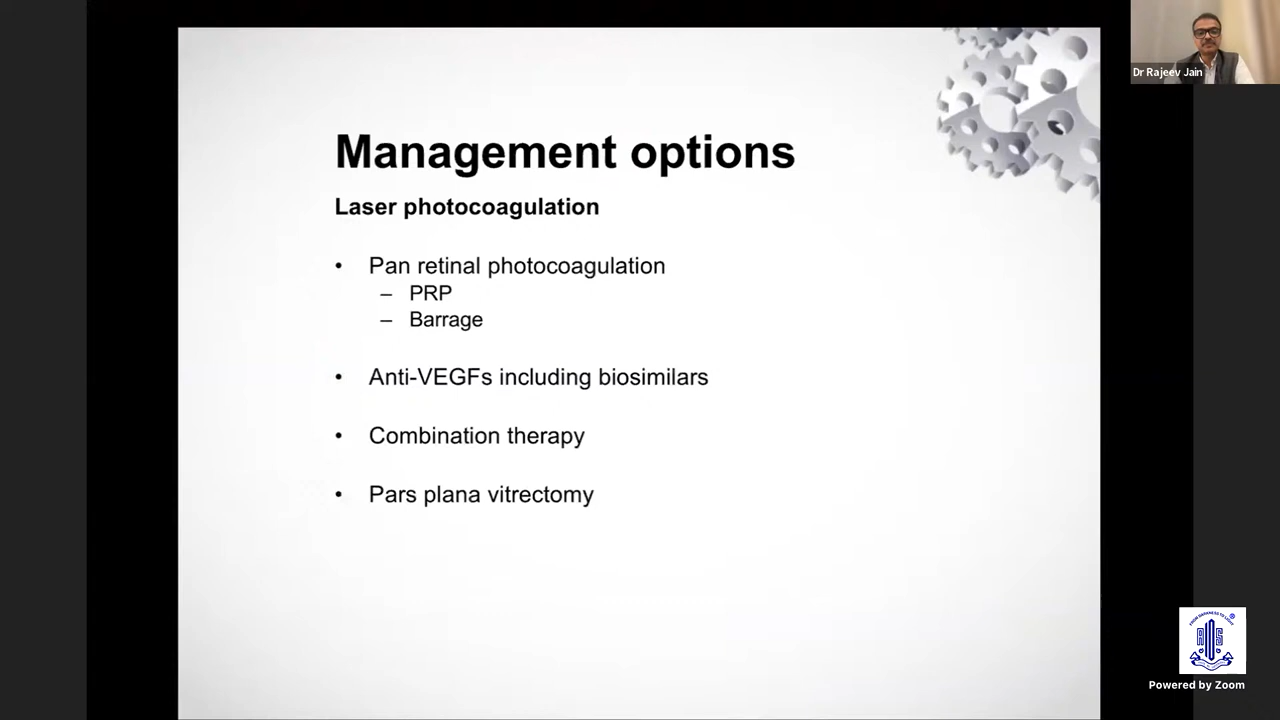 Management options
Laser photocoagulation
• Pan retinal photocoagulation
– PRP
– Barrage
• Anti-VEGFs including biosimilars
• Combination therapy
• Pars plana vitrectomy
Dr Rajeev Jain
Powered by Zoom